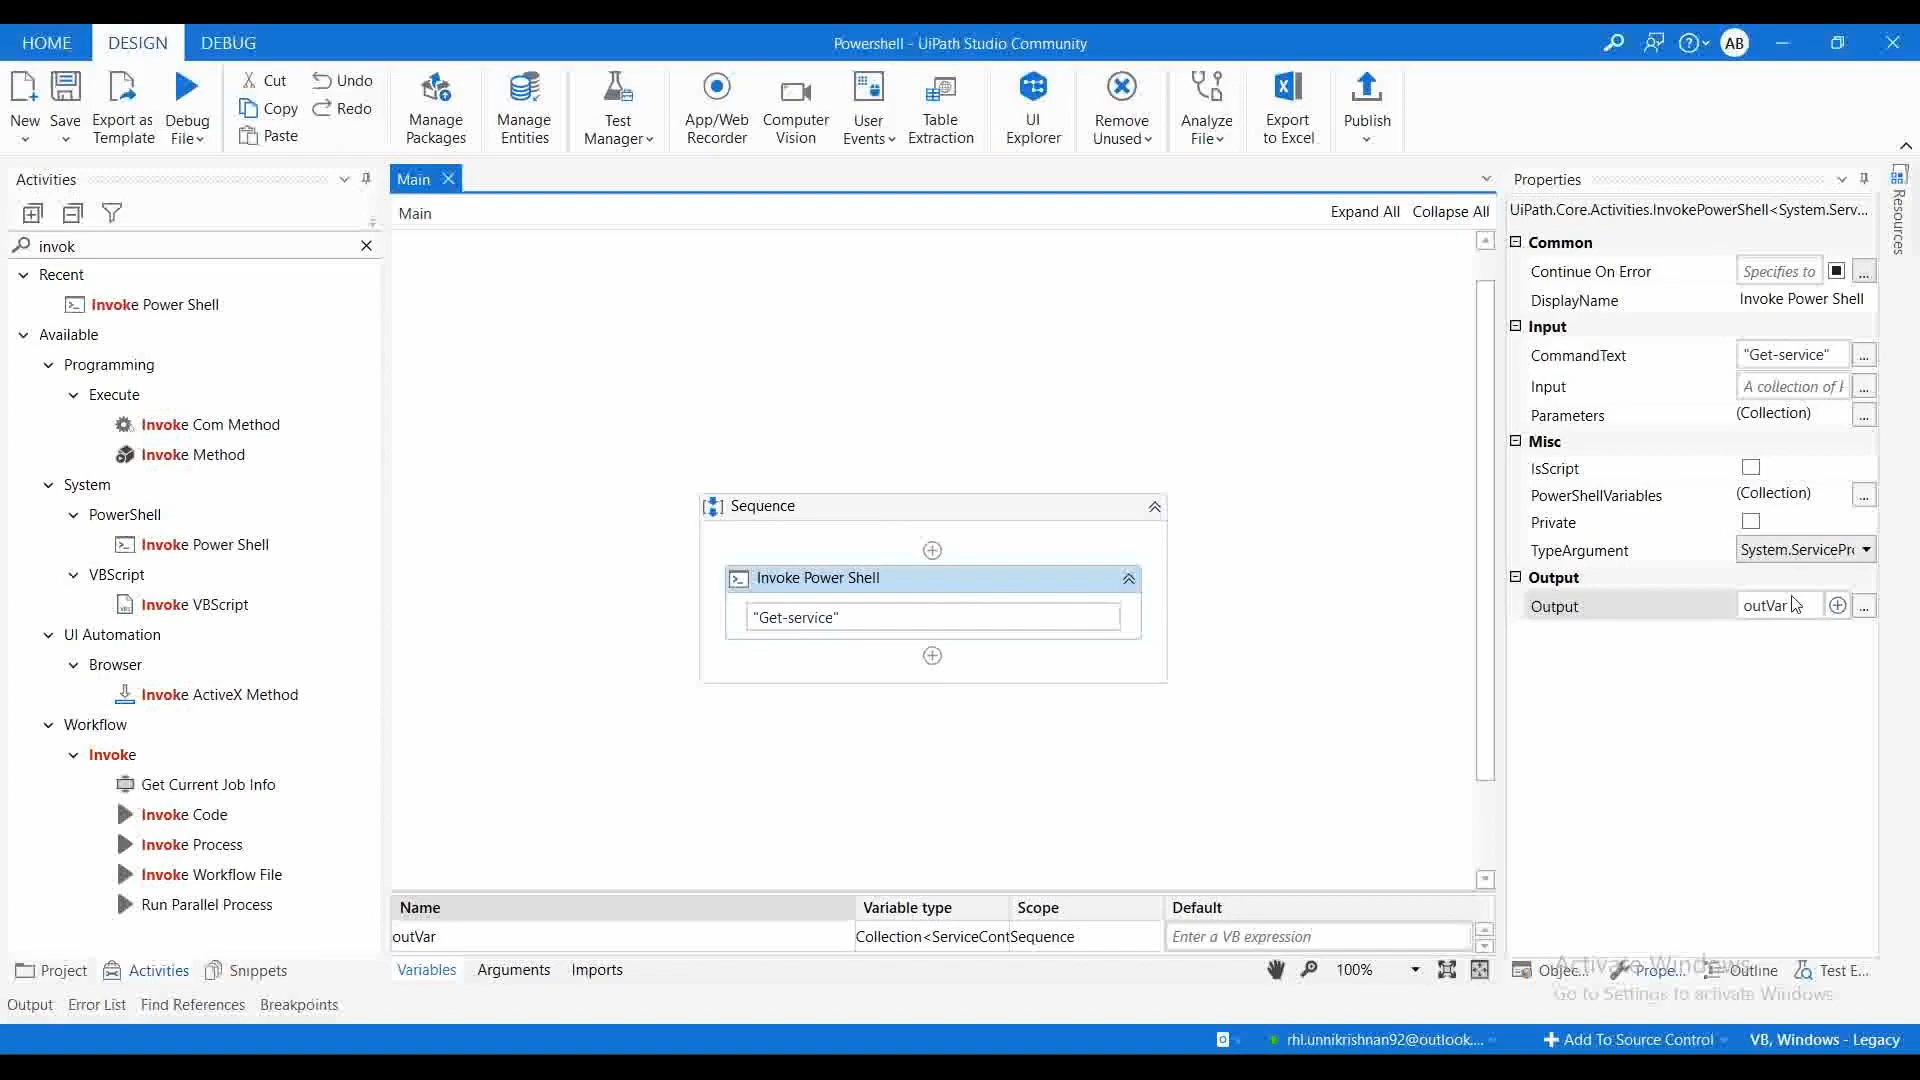 HOME
DESIGN
DEBUG
Powershell - UiPath Studio Community
AB
New
Save
Export as Template
Debug File
Cut
Copy
Paste
Undo
Redo
Manage Packages
Manage Entities
Test Manager
App/Web Recorder
Computer Vision
User Events
Table Extraction
UI Explorer
Remove Unused
Analyze File
Export to Excel
Publish
Activities
invok
Recent
Invoke Power Shell
Available
Programming
Execute
Invoke Com Method
Invoke Method
System
PowerShell
Invoke Power Shell
VBScript
Invoke VBScript
UI Automation
Browser
Invoke ActiveX Method
Workflow
Invoke
Get Current Job Info
Invoke Code
Invoke Process
Invoke Workflow File
Run Parallel Process
Project
Activities
Snippets
Output
Error List
Find References
Breakpoints
Main
Main
Expand All
Collapse All
Sequence
Invoke Power Shell
"Get-service"
Name
Variable type
Scope
Default
outVar
Collection<ServiceCont
Sequence
Enter a VB expression
Variables
Arguments
Imports
100%
Properties
UiPath.Core.Activities.InvokePowerShell<System.Serv...
Common
Continue On Error
Specifies to
...
DisplayName
Invoke Power Shell
Input
CommandText
"Get-service"
...
Input
A collection of
...
Parameters
(Collection)
...
Misc
IsScript
PowerShellVariables
(Collection)
...
Private
TypeArgument
System.ServicePr
Output
Output
outVar
...
Resources
Objec...
Prope...
Outline
Test E...
Activate Windows
Go to Settings to activate Windows.
rhl.unnikrishnan92@outlook....
Add To Source Control
VB, Windows - Legacy